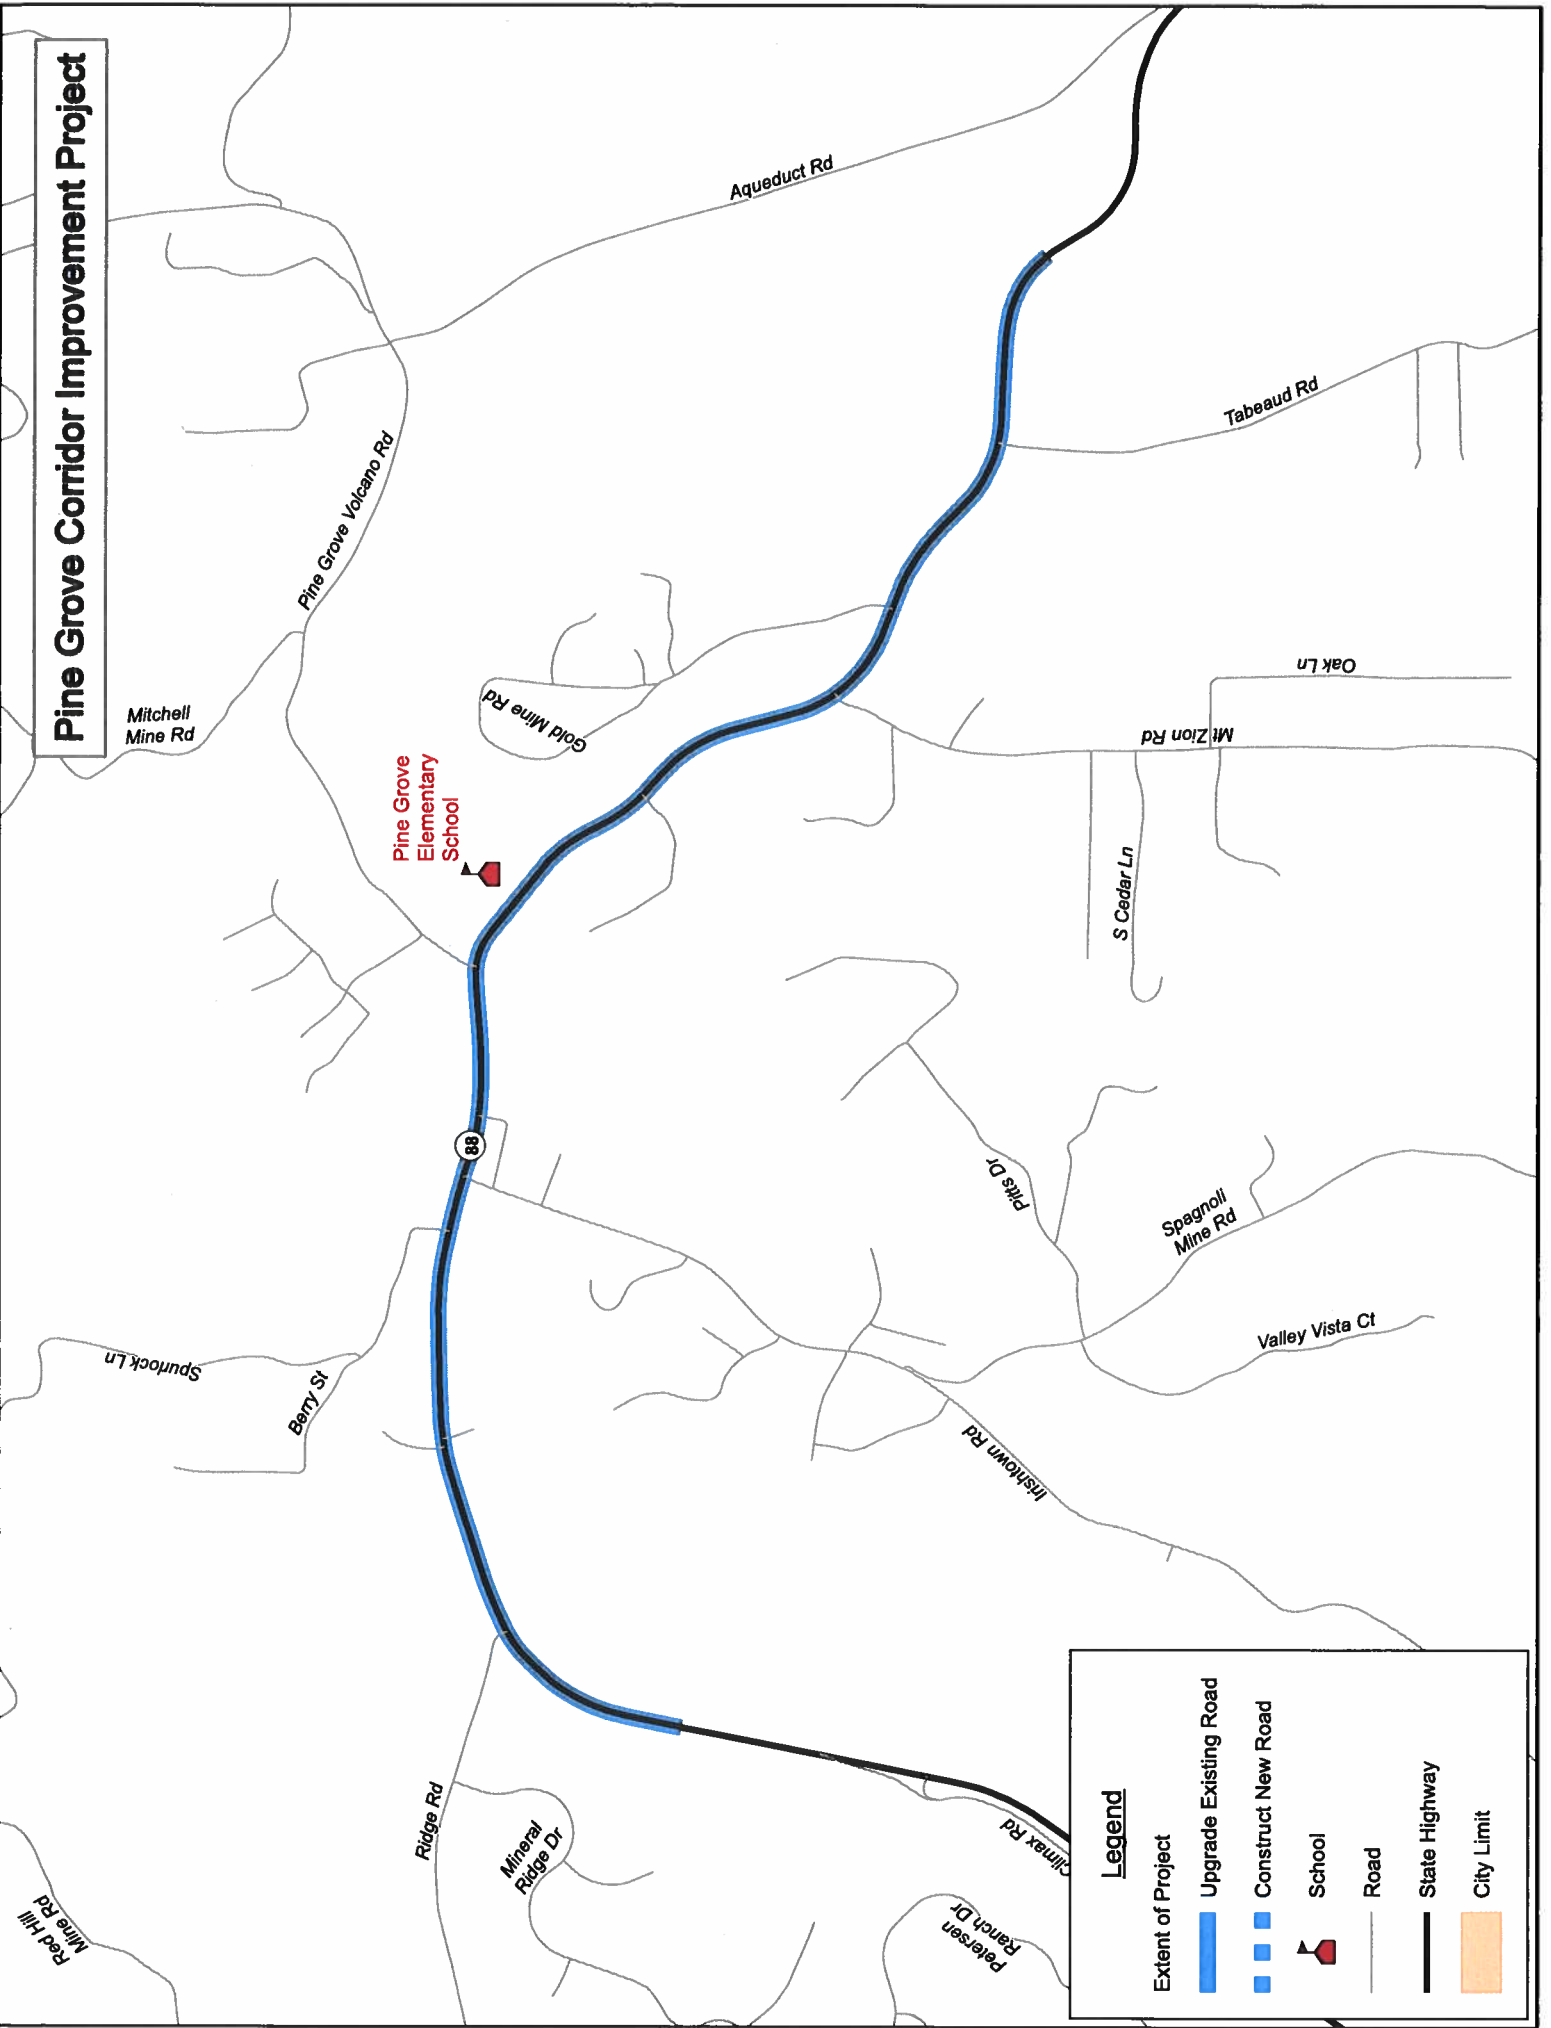 Pine Grove Corridor Improvement Project
Aqueduct Rd
Pine Grove Volcano Rd
Mitchell
Mine Rd
Pine Grove
Elementary
School
Gold Mine Rd
Tabeaud Rd
Oak Ln
Mt Zion Rd
S Cedar Ln
88
Pitts Dr
Spagnoli
Mine Rd
Valley Vista Ct
Irishtown Rd
Spurlock Ln
Berry St
Ridge Rd
Mineral
Ridge Dr
Red Hill
Mine Rd
Climax Rd
Petersen
Ranch Dr
Legend
Extent of Project
Upgrade Existing Road
Construct New Road
School
Road
State Highway
City Limit